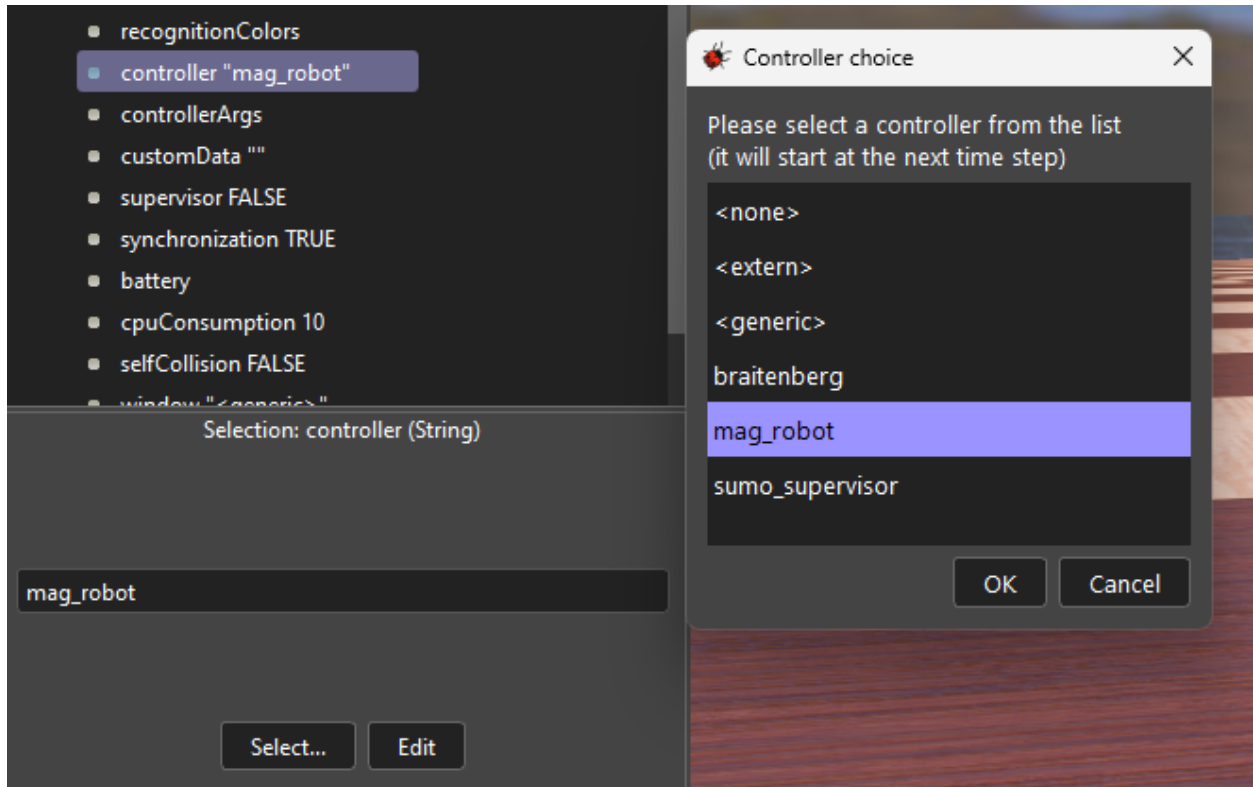 recognitionColors
controller "mag_robot"
controllerArgs
customData ""
supervisor FALSE
synchronization TRUE
battery
cpuConsumption 10
selfCollision FALSE
window "<generic>"
Selection: controller (String)
mag_robot
Select...
Edit
Controller choice
Please select a controller from the list
(it will start at the next time step)
<none>
<extern>
<generic>
braitenberg
mag_robot
sumo_supervisor
OK
Cancel